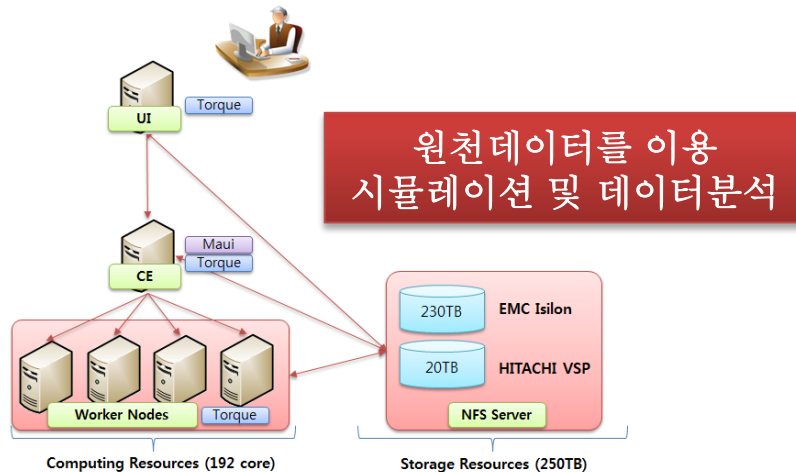 UI
Torque
원천데이터를 이용
시뮬레이션 및 데이터분석
Maui
Torque
CE
230TB
EMC Isilon
20TB
HITACHI VSP
Worker Nodes
Torque
NFS Server
Computing Resources (192 core)
Storage Resources (250TB)